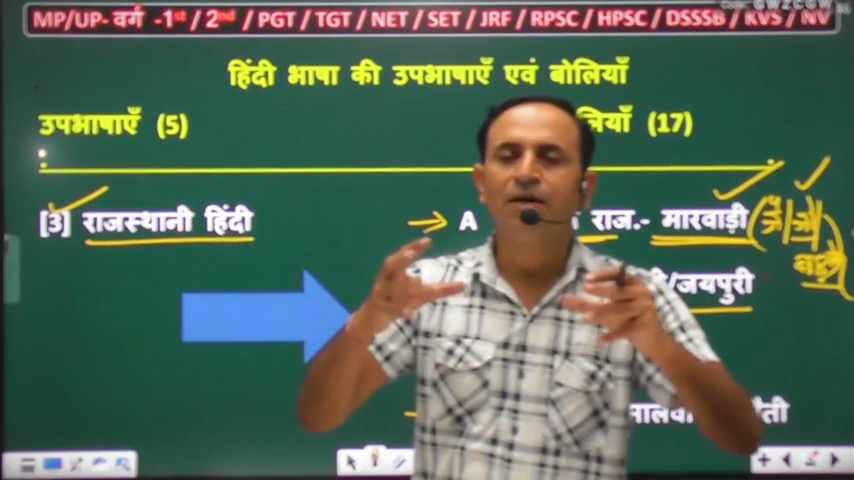 MP/UP- वर्ग -1st / 2nd / PGT / TGT / NET / SET / JRF / RPSC / HPSC / DSSSB / KVS / NV
हिंदी भाषा की उपभाषाएँ एवं बोलियाँ
उपभाषाएँ (5) (17)
[3] राजस्थानी हिंदी → A राज.- मारवाड़ी
/जयपुरी